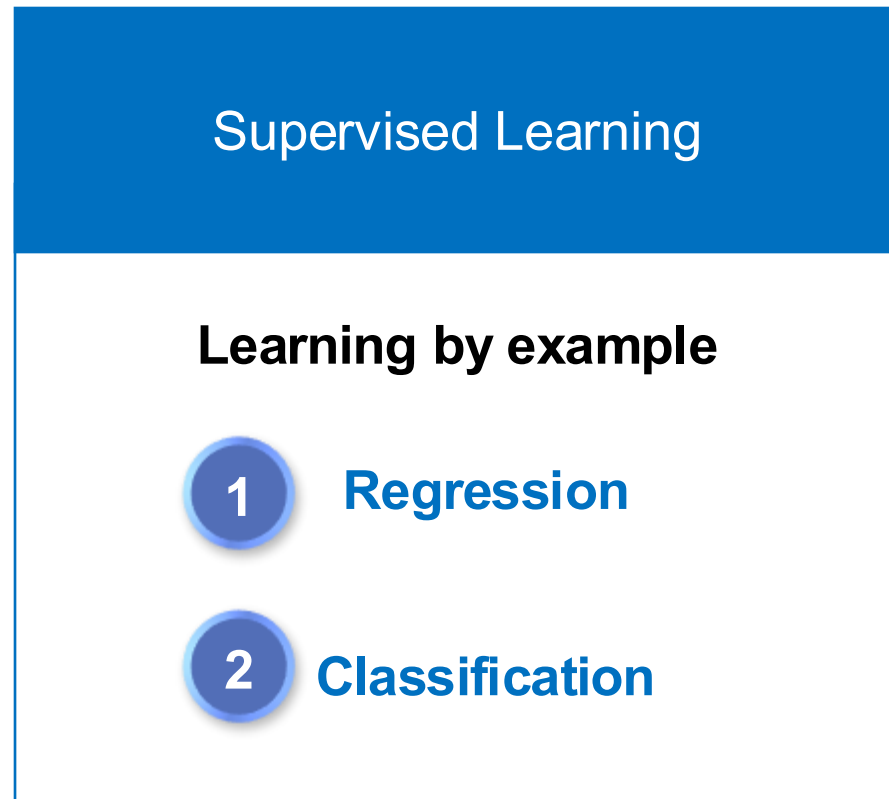 Supervised Learning
Learning by example
1 Regression
2 Classification